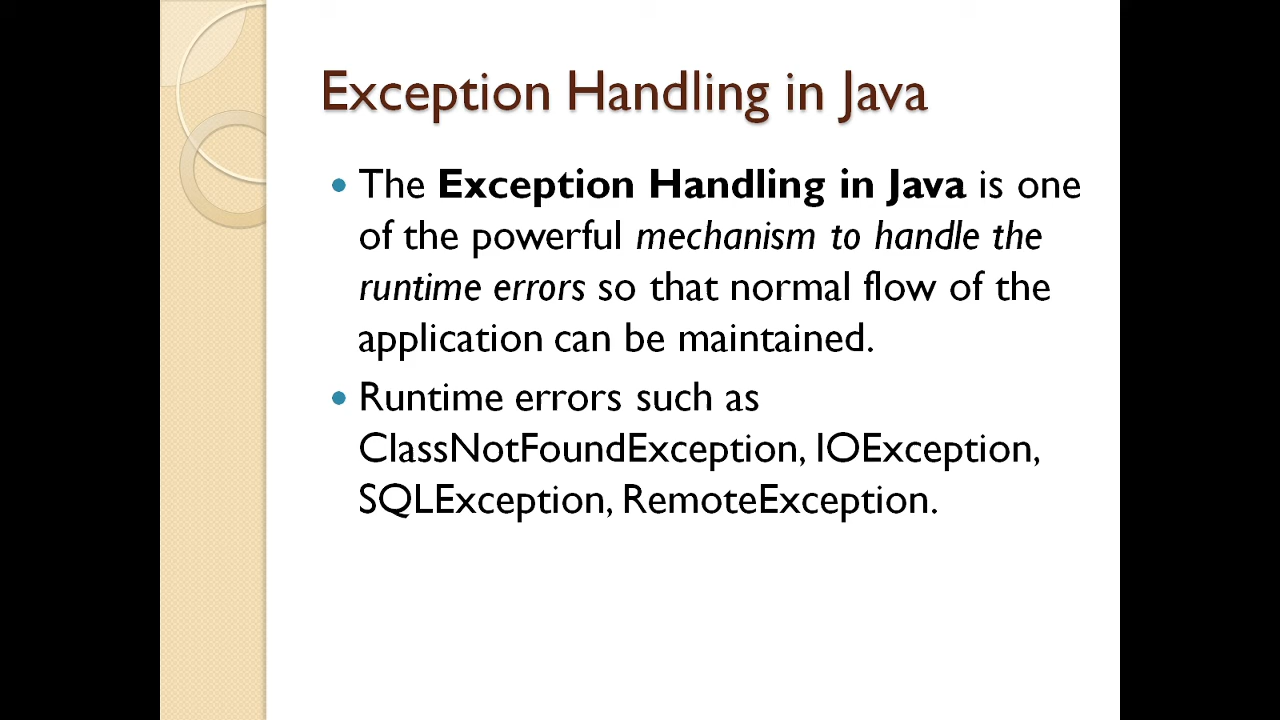 Exception Handling in Java
• The Exception Handling in Java is one
of the powerful mechanism to handle the
runtime errors so that normal flow of the
application can be maintained.
• Runtime errors such as
ClassNotFoundException, IOException,
SQLException, RemoteException.